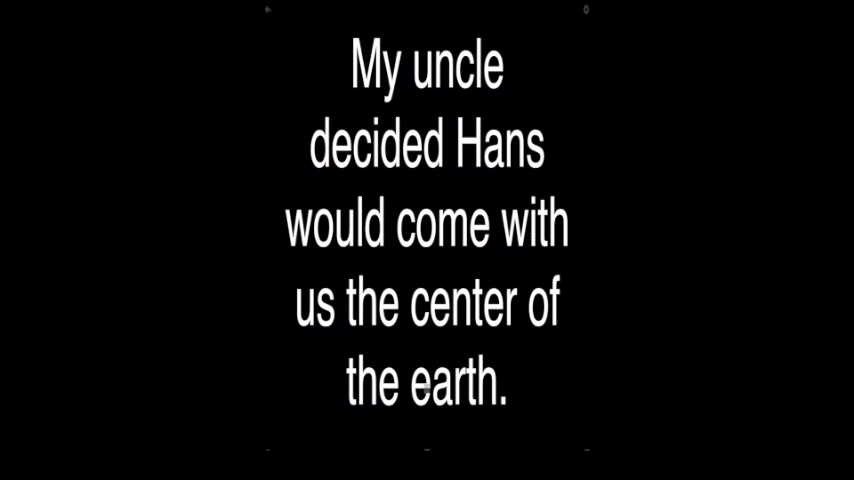 My uncle
decided Hans
would come with
us the center of
the earth.